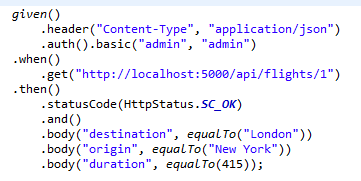 given()
.header("Content-Type", "application/json")
.auth().basic("admin", "admin")
.when()
.get("http://localhost:5000/api/flights/1")
.then()
.statusCode(HttpStatus.SC_OK)
.and()
.body("destination", equalTo("London"))
.body("origin", equalTo("New York"))
.body("duration", equalTo(415));